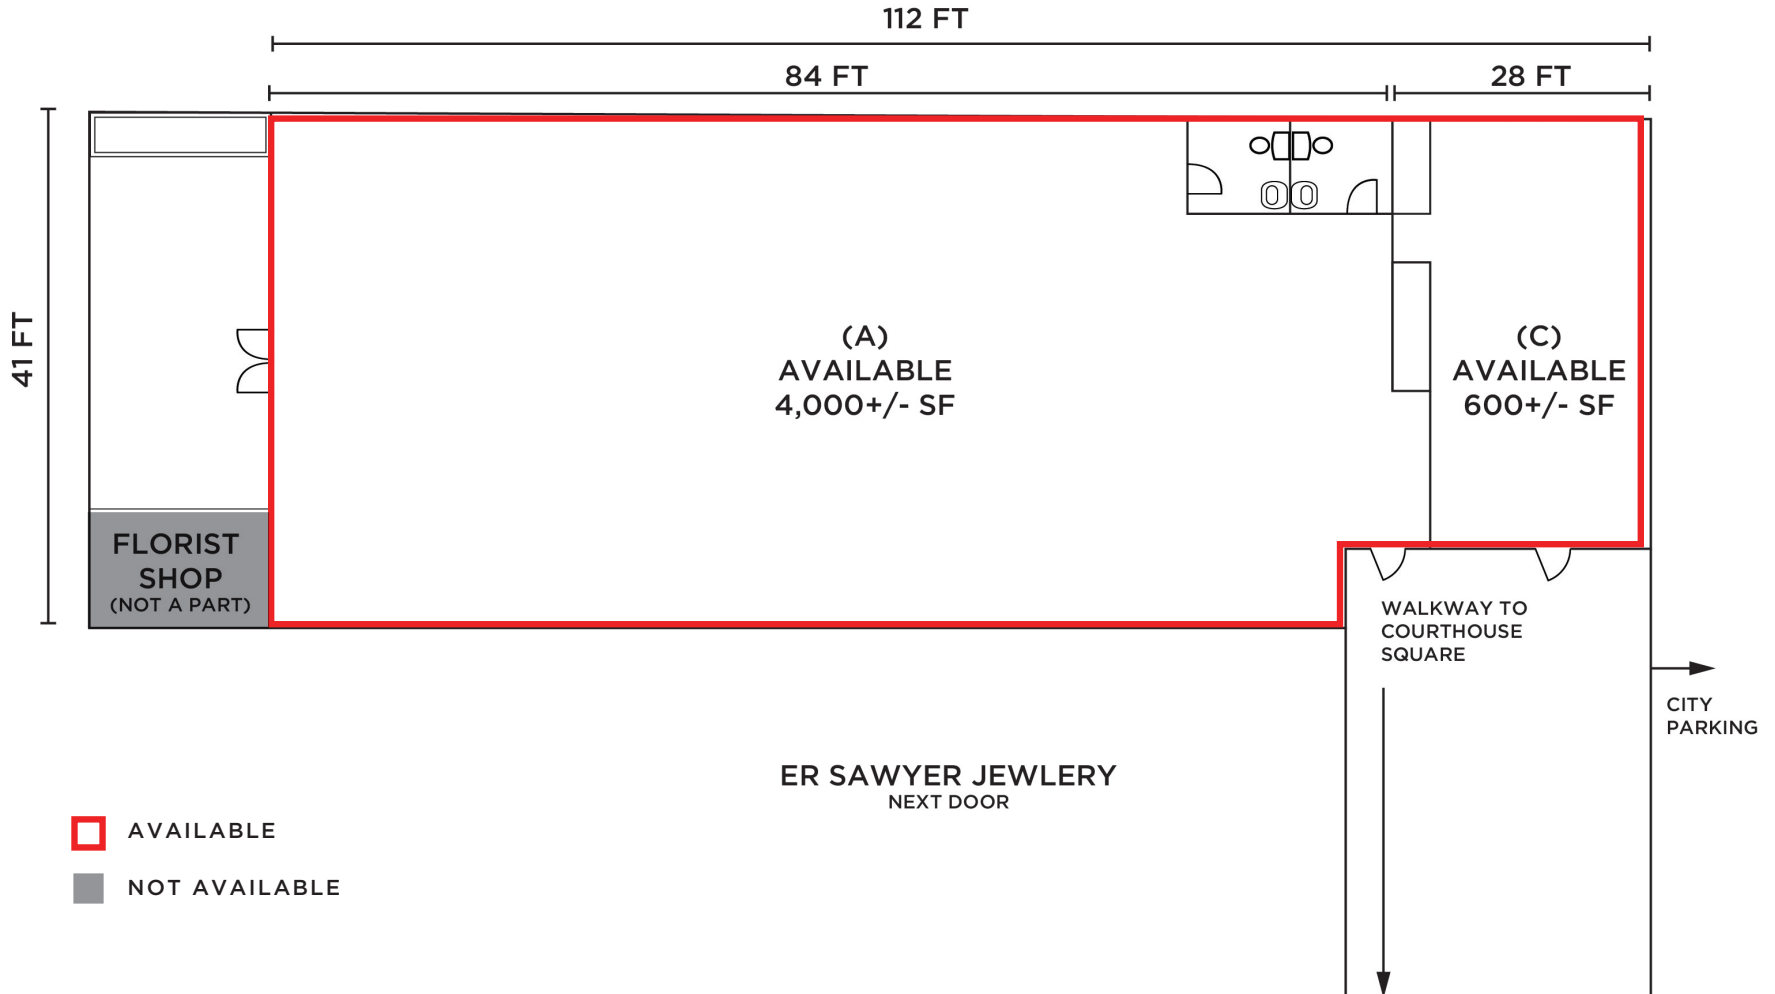 112 FT
84 FT
28 FT
41 FT
(A)
AVAILABLE
4,000+/- SF
(C)
AVAILABLE
600+/- SF
FLORIST
SHOP
(NOT A PART)
WALKWAY TO
COURTHOUSE
SQUARE
CITY
PARKING
ER SAWYER JEWLERY
NEXT DOOR
AVAILABLE
NOT AVAILABLE